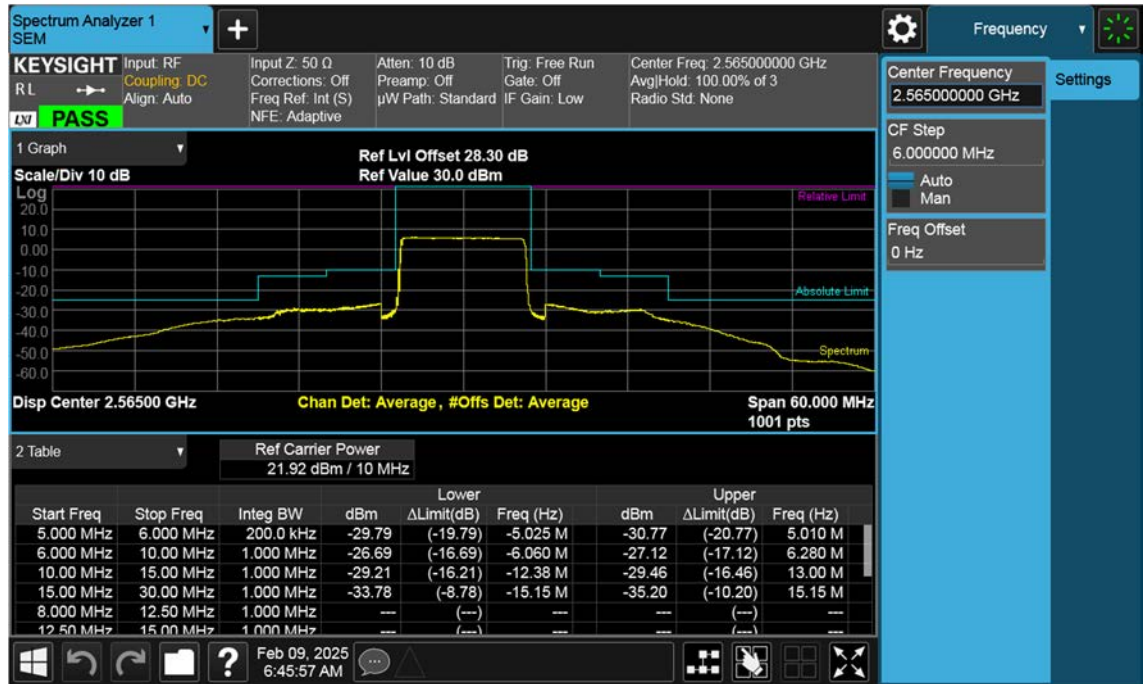 Spectrum Analyzer 1
SEM
Frequency
KEYSIGHT
RL
LXI PASS
Input: RF
Coupling: DC
Align: Auto
Input Z: 50 Ω
Corrections: Off
Freq Ref: Int (S)
NFE: Adaptive
Atten: 10 dB
Preamp: Off
µW Path: Standard
Trig: Free Run
Gate: Off
IF Gain: Low
Center Freq: 2.565000000 GHz
Avg|Hold: 100.00% of 3
Radio Std: None
Center Frequency
2.565000000 GHz
Settings
CF Step
6.000000 MHz
Auto
Man
Freq Offset
0 Hz
1 Graph
Scale/Div 10 dB
Ref Lvl Offset 28.30 dB
Ref Value 30.0 dBm
Log
20.0
10.0
0.00
-10.0
-20.0
-30.0
-40.0
-50.0
-60.0
Relative Limit
Absolute Limit
Spectrum
Disp Center 2.56500 GHz
Chan Det: Average, #Offs Det: Average
Span 60.000 MHz
1001 pts
2 Table
Ref Carrier Power
21.92 dBm / 10 MHz
Lower Upper
Start Freq Stop Freq Integ BW dBm ΔLimit(dB) Freq (Hz) dBm ΔLimit(dB) Freq (Hz)
5.000 MHz 6.000 MHz 200.0 kHz -29.79 (-19.79) -5.025 M -30.77 (-20.77) 5.010 M
6.000 MHz 10.00 MHz 1.000 MHz -26.69 (-16.69) -6.060 M -27.12 (-17.12) 6.280 M
10.00 MHz 15.00 MHz 1.000 MHz -29.21 (-16.21) -12.38 M -29.46 (-16.46) 13.00 M
15.00 MHz 30.00 MHz 1.000 MHz -33.78 (-8.78) -15.15 M -35.20 (-10.20) 15.15 M
8.000 MHz 12.50 MHz 1.000 MHz --- (---) --- --- (---) ---
12.50 MHz 15.00 MHz 1.000 MHz --- (---) --- --- (---) ---
Feb 09, 2025
6:45:57 AM